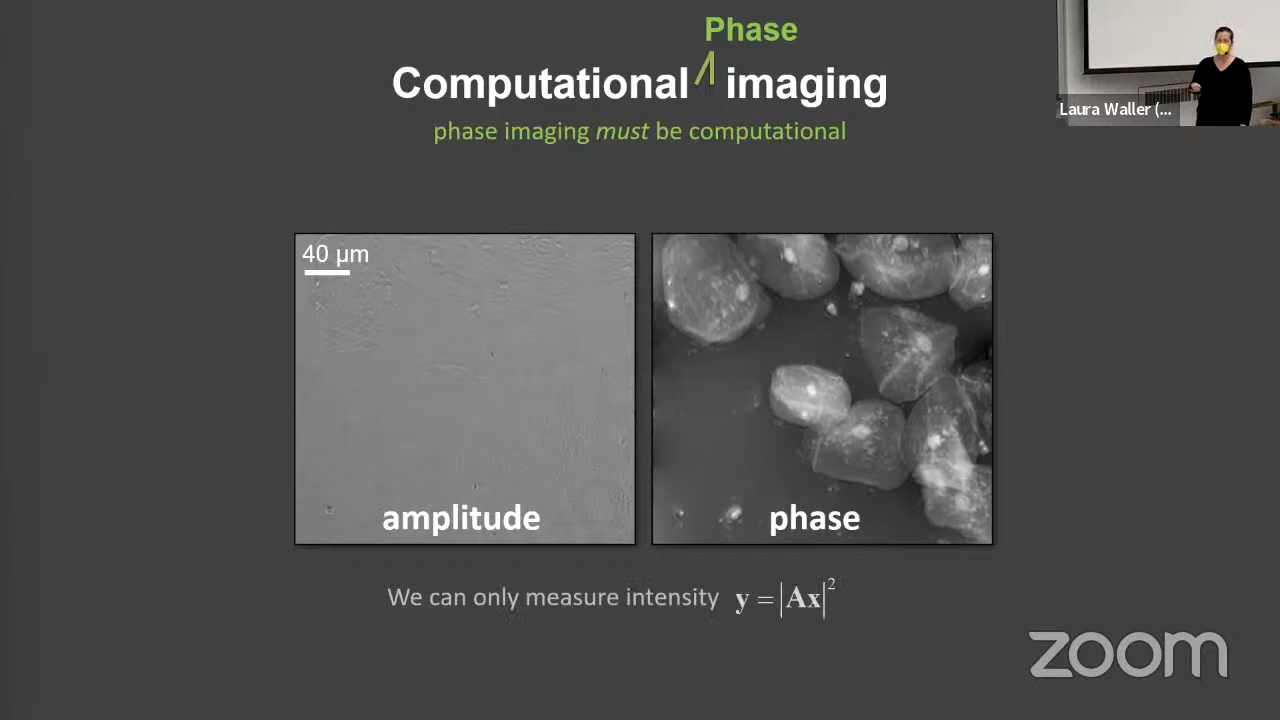 Phase
Computational imaging
phase imaging must be computational
Laura Waller (...
40 µm
amplitude
phase
We can only measure intensity y = |Ax|²
zoom